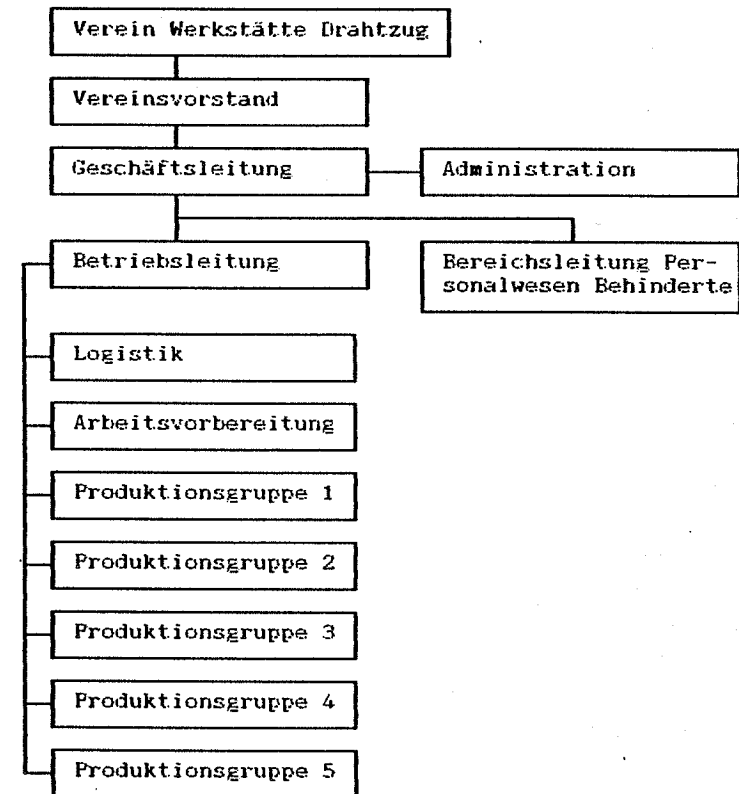 Verein Werkstätte Drahtzug
Vereinsvorstand
Geschäftsleitung
Administration
Betriebsleitung
Bereichsleitung Per-
sonalwesen Behinderte
Logistik
Arbeitsvorbereitung
Produktionsgruppe 1
Produktionsgruppe 2
Produktionsgruppe 3
Produktionsgruppe 4
Produktionsgruppe 5